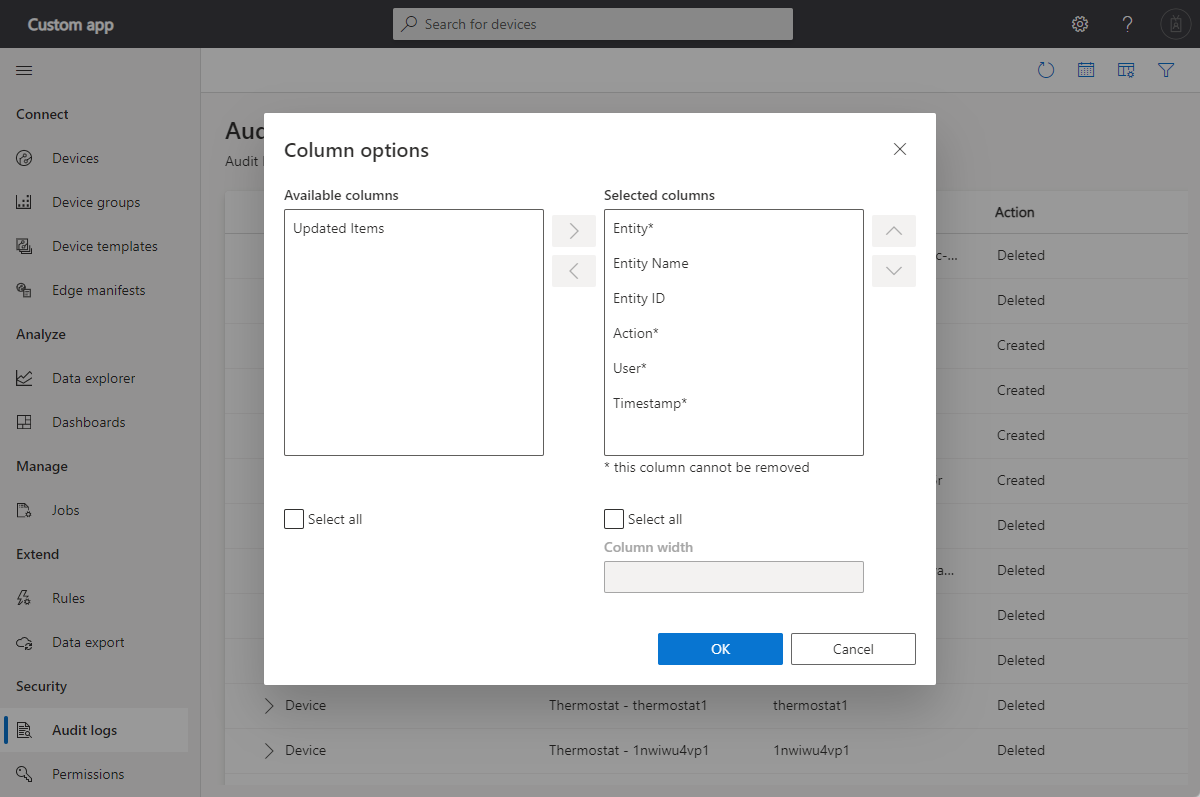 Custom app
Search for devices
Connect
Devices
Device groups
Device templates
Edge manifests
Analyze
Data explorer
Dashboards
Manage
Jobs
Extend
Rules
Data export
Security
Audit logs
Permissions
Audit
Column options
Available columns
Updated Items
Select all
Selected columns
Entity*
Entity Name
Entity ID
Action*
User*
Timestamp*
* this column cannot be removed
Select all
Column width
OK
Cancel
Action
c-... Deleted
Deleted
Created
Created
Created
r Created
Deleted
a... Deleted
Deleted
Deleted
Device Thermostat - thermostat1 thermostat1 Deleted
Device Thermostat - 1nwiwu4vp1 1nwiwu4vp1 Deleted